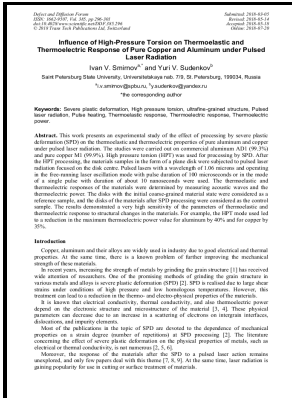 Defect and Diffusion Forum
ISSN: 1662-9507, Vol. 385, pp 296-301
doi:10.4028/www.scientific.net/DDF.385.296
© 2018 Trans Tech Publications Ltd, Switzerland
Submitted: 2018-03-05
Revised: 2018-05-14
Accepted: 2018-05-18
Online: 2018-07-20
Influence of High-Pressure Torsion on Thermoelastic and
Thermoelectric Response of Pure Copper and Aluminum under Pulsed
Laser Radiation
Ivan V. Smirnov a,* and Yuri V. Sudenkov b
Saint Petersburg State University, Universitetskaya nab. 7/9, St. Petersburg, 199034, Russia
a i.v.smirnov@spbu.ru, b y.sudenkov@yandex.ru
*the corresponding author
Keywords: Severe plastic deformation, High pressure torsion, ultrafine-grained structure, Pulsed
laser radiation, Pulse heating, Thermoelastic response, Thermoelectric response, Thermoelectric
power.
Abstract. This work presents an experimental study of the effect of processing by severe plastic
deformation (SPD) on the thermoelastic and thermoelectric properties of pure aluminum and copper
under pulsed laser radiation. The studies were carried out on commercial aluminum AD1 (99.3%)
and pure copper M1 (99.9%). High pressure torsion (HPT) was used for processing by SPD. After
the HPT processing, the materials samples in the form of a plane disk were subjected to pulsed laser
radiation focused on the disk centre. Pulsed lasers with a wavelength of 1.06 microns and operating
in the free-running laser oscillation mode with pulse duration of 100 microseconds or in the mode
of a single pulse with duration of about 10 nanoseconds were used. The thermoelastic and
thermoelectric responses of the materials were determined by measuring acoustic waves and the
thermoelectric power. The disks with the initial coarse-grained material state were considered as a
reference sample, and the disks of the materials after SPD processing were considered as the control
sample. The results demonstrated a very high sensitivity of the parameters of thermoelastic and
thermoelectric response to structural changes in the materials. For example, the HPT mode used led
to a reduction in the maximum thermoelectric power value for aluminum by 40% and for copper by
35%.
Introduction
Copper, aluminum and their alloys are widely used in industry due to good electrical and thermal
properties. At the same time, there is a known problem of further improving the mechanical
strength of these materials.
In recent years, increasing the strength of metals by grinding the grain structure [1] has received
wide attention of researchers. One of the promising methods of grinding the grain structure in
various metals and alloys is severe plastic deformation (SPD) [2]. SPD is realised due to large shear
strains under conditions of high pressure and low homologous temperatures. However, this
treatment can lead to a reduction in the thermo- and electro-physical properties of the materials.
It is known that electrical conductivity, thermal conductivity, and also thermoelectric power
depend on the electronic structure and microstructure of the material [3, 4]. These physical
parameters can decrease due to an increase in a scattering of electrons on intergrain interfaces,
dislocations, and impurity elements.
Most of the publications in the topic of SPD are devoted to the dependence of mechanical
properties on a strain degree (number of repetitions) at SPD processing [2]. The literature
concerning the effect of severe plastic deformation on the physical properties of metals, such as
electrical or thermal conductivity, is not numerous [2, 5, 6].
Moreover, the response of the materials after the SPD to a pulsed laser action remains
unexplored, and only few papers deal with this theme [7, 8, 9]. At the same time, laser radiation is
gaining popularity for use in cutting or surface treatment of materials.